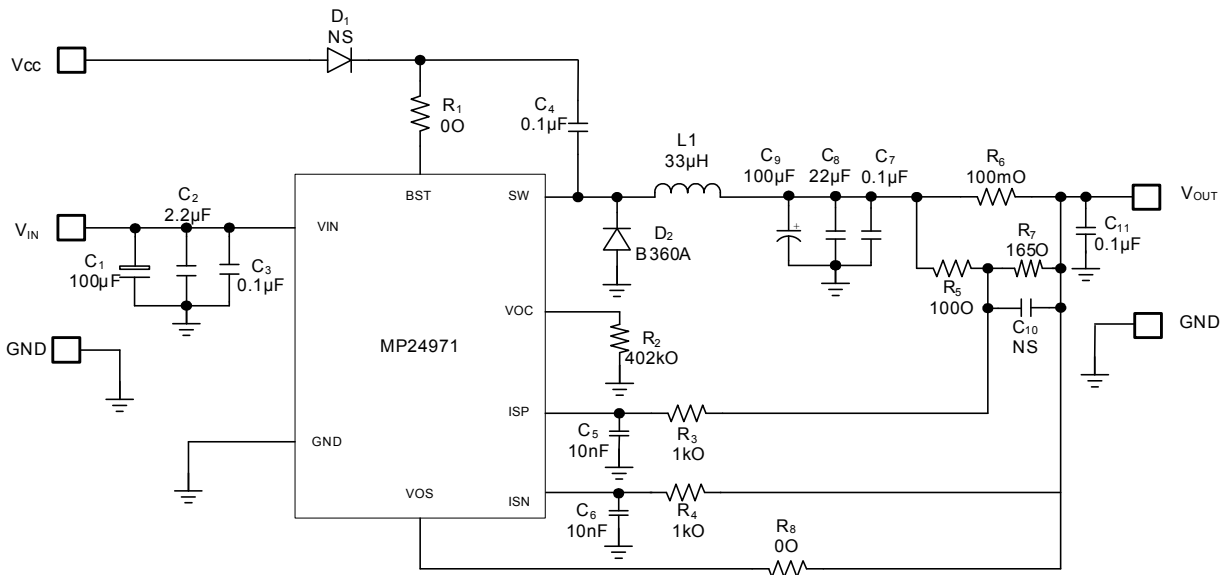 D1
NS
Vcc
R1
0O
C4
0.1µF
L1
33µH
C9
100µF
C8
22µF
C7
0.1µF
R6
100mO
BST
SW
VIN
VIN
C2
2.2µF
C1
100µF
C3
0.1µF
D2
B360A
+
R7
165O
VOUT
C11
0.1µF
R5
100O
C10
NS
VOC
R2
402kO
MP24971
GND
GND
ISP
C5
10nF
R3
1kO
GND
VOS
ISN
C6
10nF
R4
1kO
R8
0O